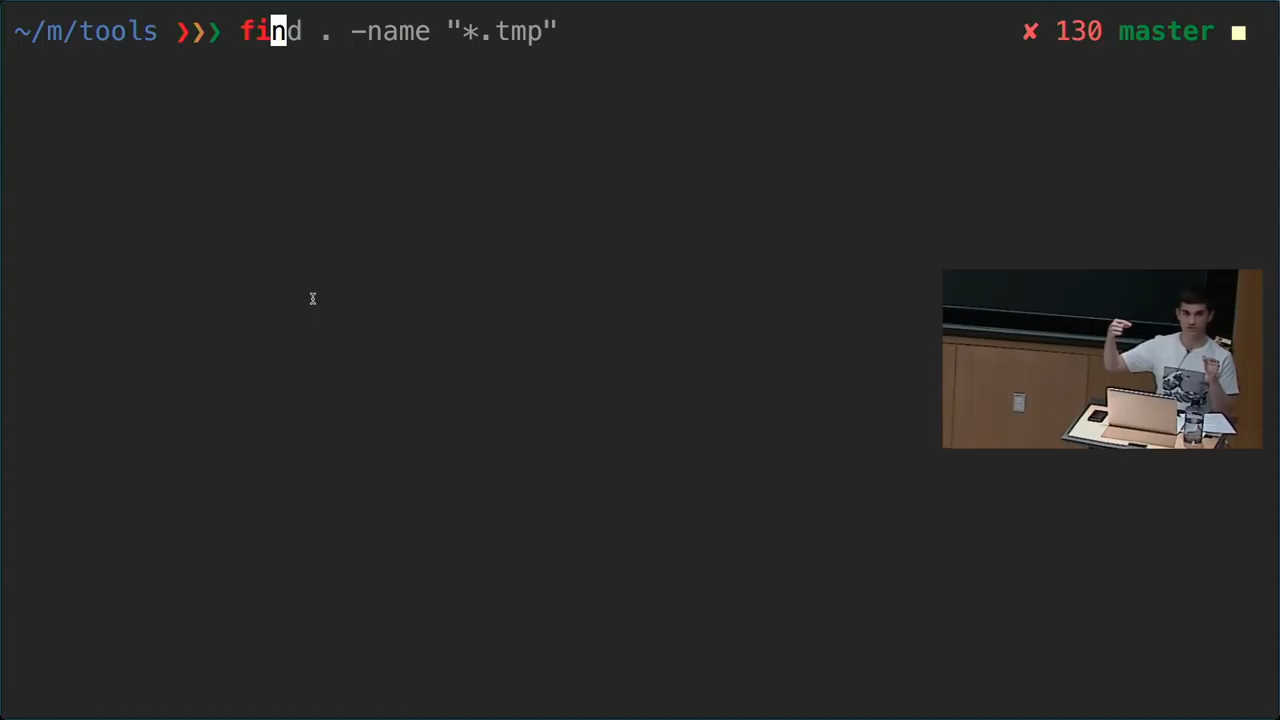 ~/m/tools ❯❯❯ find . -name "*.tmp" ✘ 130 master ■